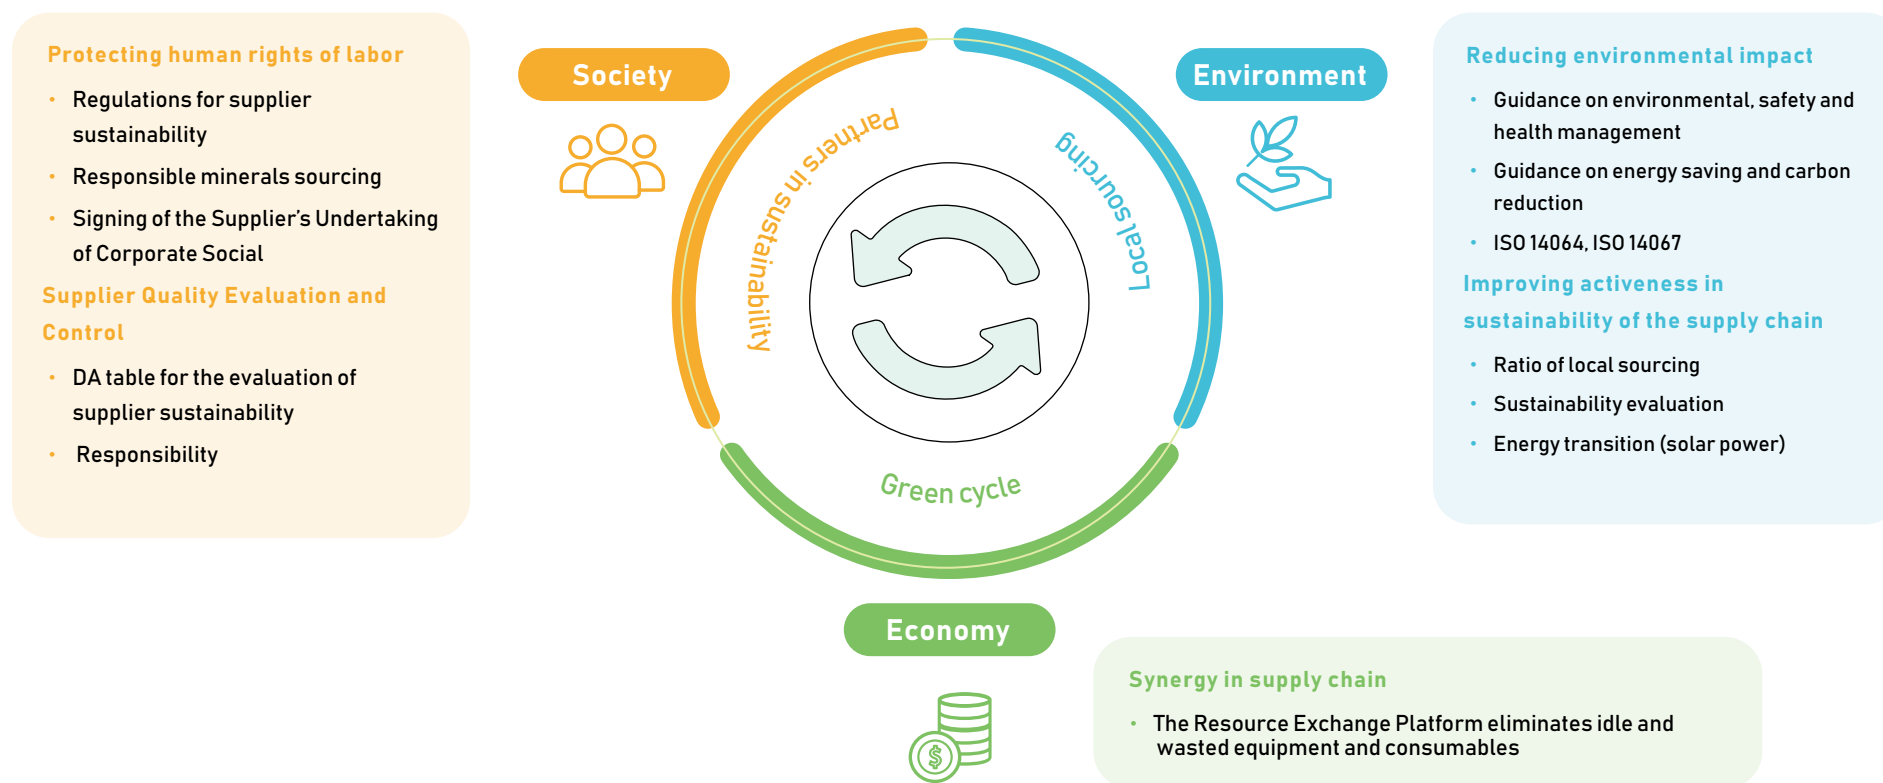 Protecting human rights of labor
• Regulations for supplier
sustainability
• Responsible minerals sourcing
• Signing of the Supplier’s Undertaking
of Corporate Social
Supplier Quality Evaluation and
Control
• DA table for the evaluation of
supplier sustainability
• Responsibility
Society
Partners in sustainability
Environment
Local sourcing
Green cycle
Economy
$
Reducing environmental impact
• Guidance on environmental, safety and
health management
• Guidance on energy saving and carbon
reduction
• ISO 14064, ISO 14067
Improving activeness in
sustainability of the supply chain
• Ratio of local sourcing
• Sustainability evaluation
• Energy transition (solar power)
Synergy in supply chain
• The Resource Exchange Platform eliminates idle and
wasted equipment and consumables